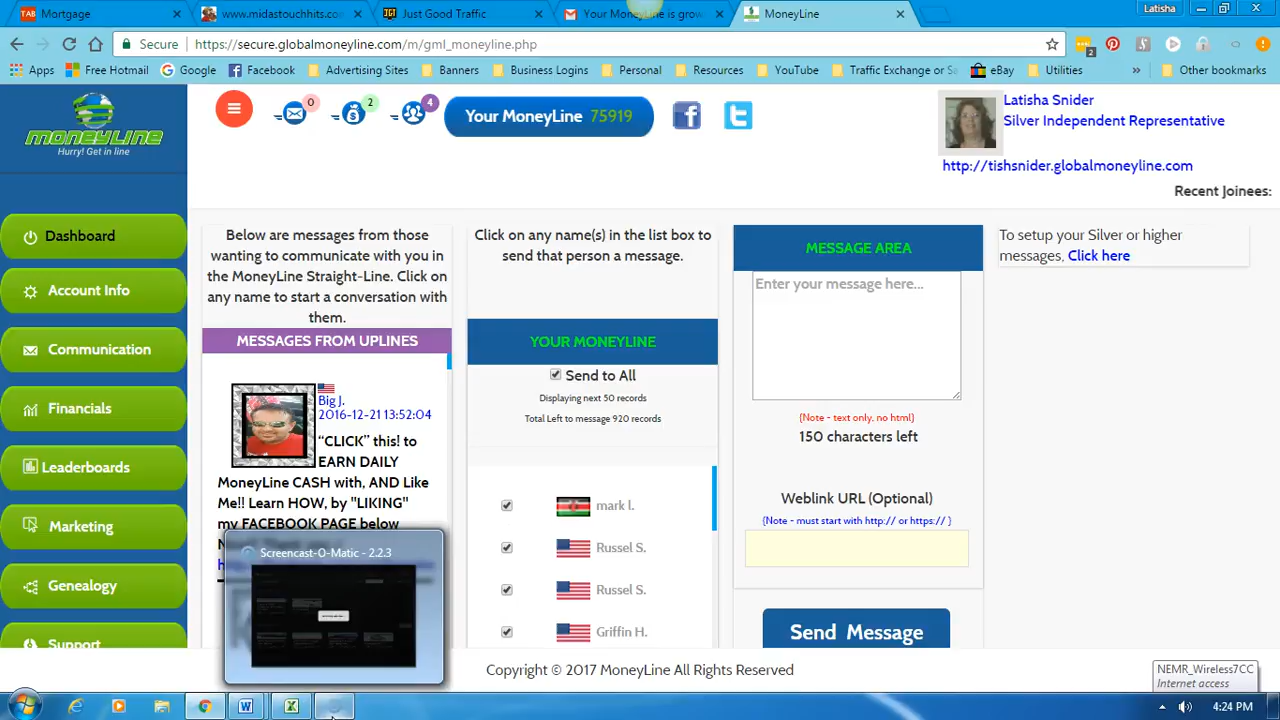 Mortgage
www.midastouchhits.c
Just Good Traffic
Your MoneyLine is grow
MoneyLine
Latisha
Secure
https://secure.globalmoneyline.com/m/gml_moneyline.php
2
Apps
Free Hotmail
Google
Facebook
Advertising Sites
Banners
Business Logins
Personal
Resources
YouTube
Traffic Exchange or Sa
eBay
Utilities
Other bookmarks
moneyLine
Hurry! Get in line
0
2
4
Your MoneyLine 75919
Latisha Snider
Silver Independent Representative
http://tishsnider.globalmoneyline.com
Recent Joinees:
Dashboard
Account Info
Communication
Financials
Leaderboards
Marketing
Genealogy
Support
Below are messages from those
wanting to communicate with you in
the MoneyLine Straight-Line. Click on
any name to start a conversation with
them.
MESSAGES FROM UPLINES
Big J.
2016-12-21 13:52:04
“CLICK” this! to
EARN DAILY
MoneyLine CASH with, AND Like
Me!! Learn HOW, by "LIKING"
my FACEBOOK PAGE below
Click on any name(s) in the list box to
send that person a message.
YOUR MONEYLINE
Send to All
Displaying next 50 records
Total Left to message 920 records
mark l.
Russel S.
Russel S.
Griffin H.
MESSAGE AREA
Enter your message here...
{Note - text only, no html}
150 characters left
Weblink URL (Optional)
{Note - must start with http:// or https:// }
Send Message
To setup your Silver or higher
messages, Click here
Screencast-O-Matic - 2.2.3
Copyright © 2017 MoneyLine All Rights Reserved
NEMR_Wireless7CC
Internet access
4:24 PM